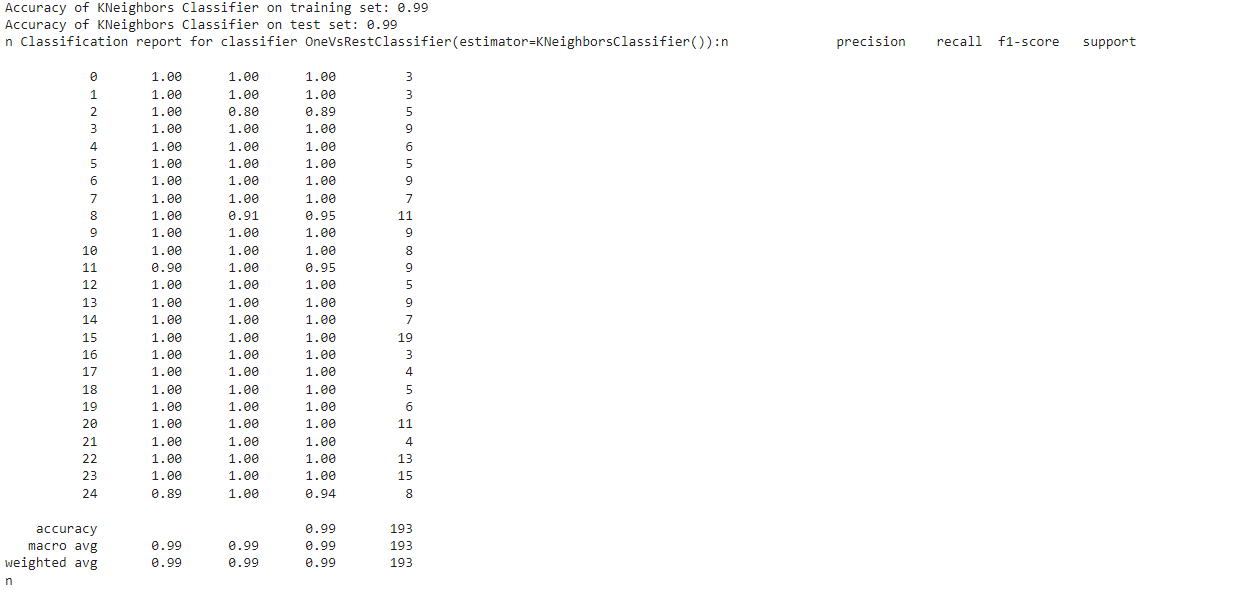 Accuracy of KNeighbors Classifier on training set: 0.99
Accuracy of KNeighbors Classifier on test set: 0.99
n Classification report for classifier OneVsRestClassifier(estimator=KNeighborsClassifier()):n              precision    recall  f1-score   support
0       1.00      1.00      1.00         3
1       1.00      1.00      1.00         3
2       1.00      0.80      0.89         5
3       1.00      1.00      1.00         9
4       1.00      1.00      1.00         6
5       1.00      1.00      1.00         5
6       1.00      1.00      1.00         9
7       1.00      1.00      1.00         7
8       1.00      0.91      0.95        11
9       1.00      1.00      1.00         9
10       1.00      1.00      1.00         8
11       0.90      1.00      0.95         9
12       1.00      1.00      1.00         5
13       1.00      1.00      1.00         9
14       1.00      1.00      1.00         7
15       1.00      1.00      1.00        19
16       1.00      1.00      1.00         3
17       1.00      1.00      1.00         4
18       1.00      1.00      1.00         5
19       1.00      1.00      1.00         6
20       1.00      1.00      1.00        11
21       1.00      1.00      1.00         4
22       1.00      1.00      1.00        13
23       1.00      1.00      1.00        15
24       0.89      1.00      0.94         8
accuracy                           0.99       193
macro avg       0.99      0.99      0.99       193
weighted avg       0.99      0.99      0.99       193
n